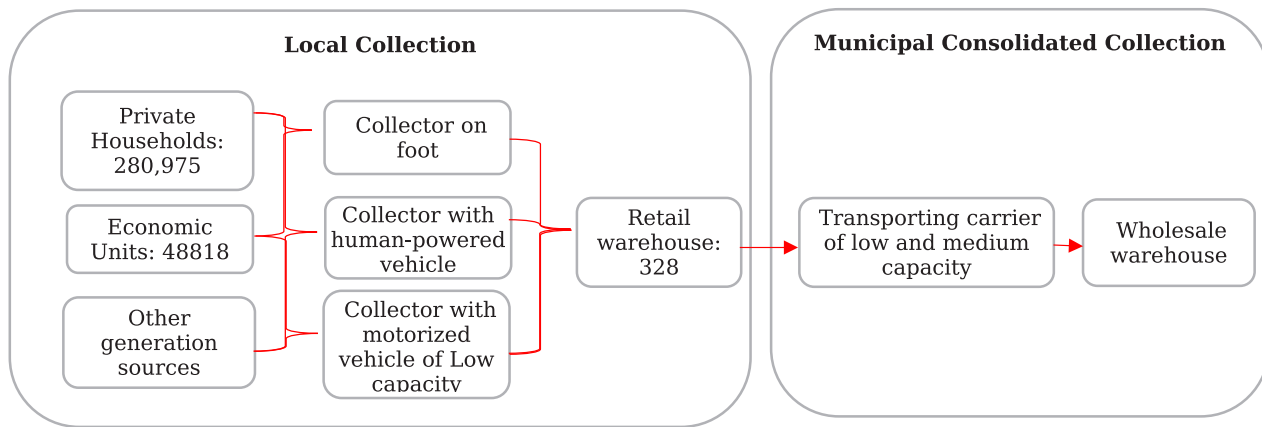 Local Collection
Private
Households:
280,975
Economic
Units: 48818
Other
generation
sources
Collector on
foot
Collector with
human-powered
vehicle
Collector with
motorized
vehicle of Low
capacity
Retail
warehouse:
328
Municipal Consolidated Collection
Transporting carrier
of low and medium
capacity
Wholesale
warehouse